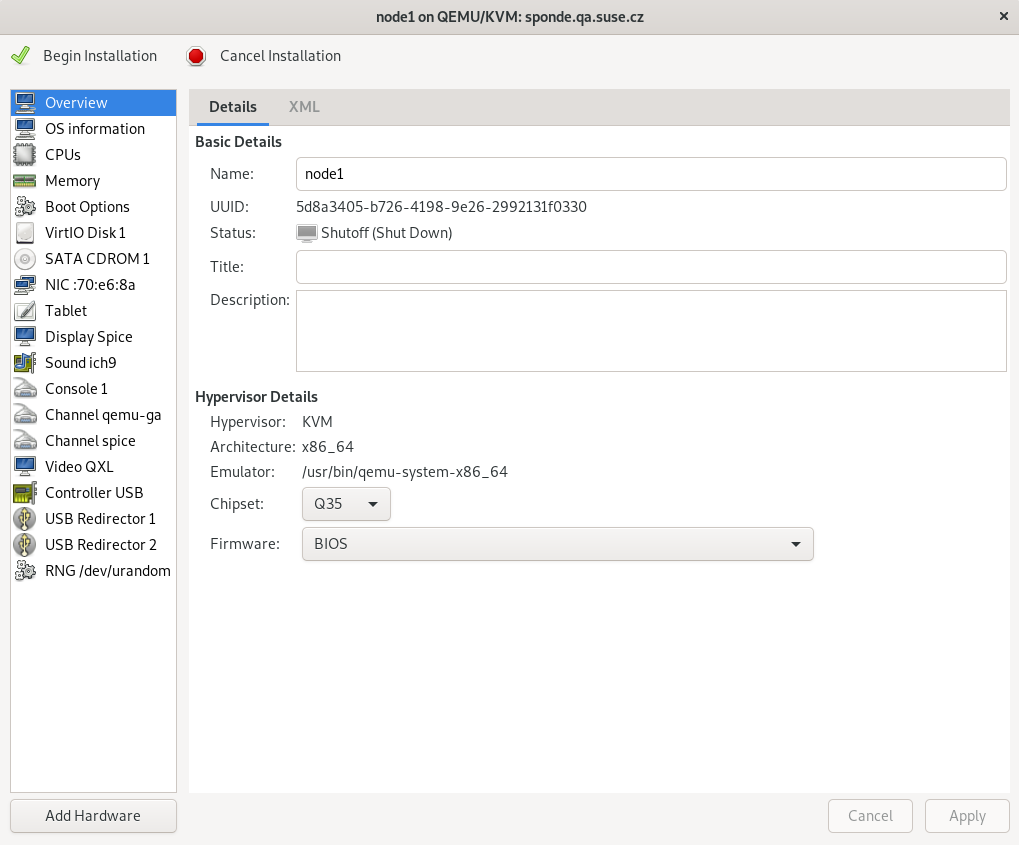 node1 on QEMU/KVM: sponde.qa.suse.cz
Begin Installation
Cancel Installation
Overview
OS information
CPUs
Memory
Boot Options
VirtIO Disk 1
SATA CDROM 1
NIC :70:e6:8a
Tablet
Display Spice
Sound ich9
Console 1
Channel qemu-ga
Channel spice
Video QXL
Controller USB
USB Redirector 1
USB Redirector 2
RNG /dev/urandom
Add Hardware
Details XML
Basic Details
Name: node1
UUID: 5d8a3405-b726-4198-9e26-2992131f0330
Status: Shutoff (Shut Down)
Title:
Description:
Hypervisor Details
Hypervisor: KVM
Architecture: x86_64
Emulator: /usr/bin/qemu-system-x86_64
Chipset: Q35
Firmware: BIOS
Cancel Apply